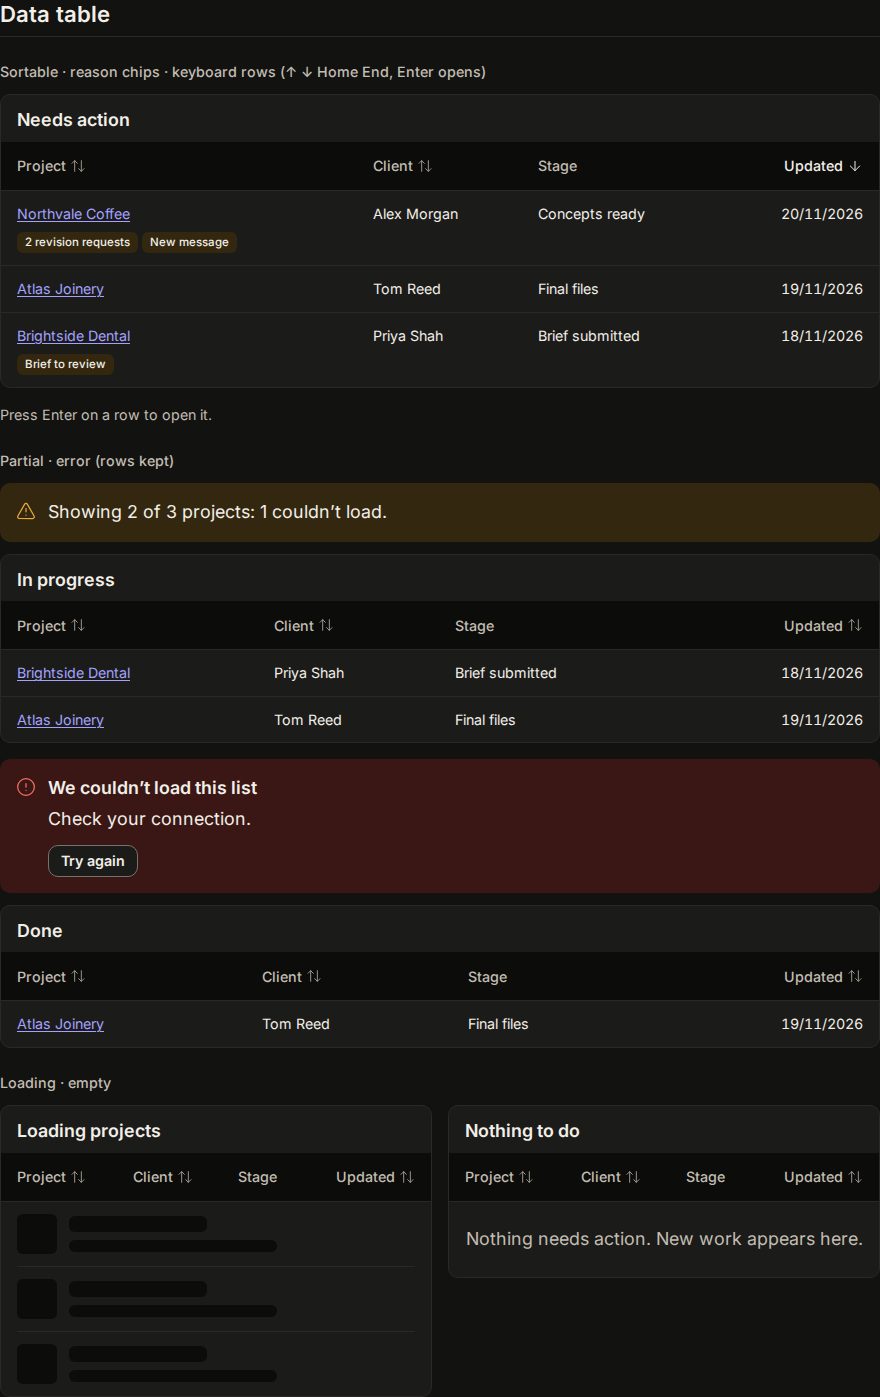 Data table
Sortable · reason chips · keyboard rows (↑ ↓ Home End, Enter opens)
Needs action
Project Client Stage Updated
Northvale Coffee Alex Morgan Concepts ready 20/11/2026
2 revision requests New message
Atlas Joinery Tom Reed Final files 19/11/2026
Brightside Dental Priya Shah Brief submitted 18/11/2026
Brief to review
Press Enter on a row to open it.
Partial · error (rows kept)
Showing 2 of 3 projects: 1 couldn’t load.
In progress
Project Client Stage Updated
Brightside Dental Priya Shah Brief submitted 18/11/2026
Atlas Joinery Tom Reed Final files 19/11/2026
We couldn’t load this list
Check your connection.
Try again
Done
Project Client Stage Updated
Atlas Joinery Tom Reed Final files 19/11/2026
Loading · empty
Loading projects
Project Client Stage Updated
Nothing to do
Project Client Stage Updated
Nothing needs action. New work appears here.